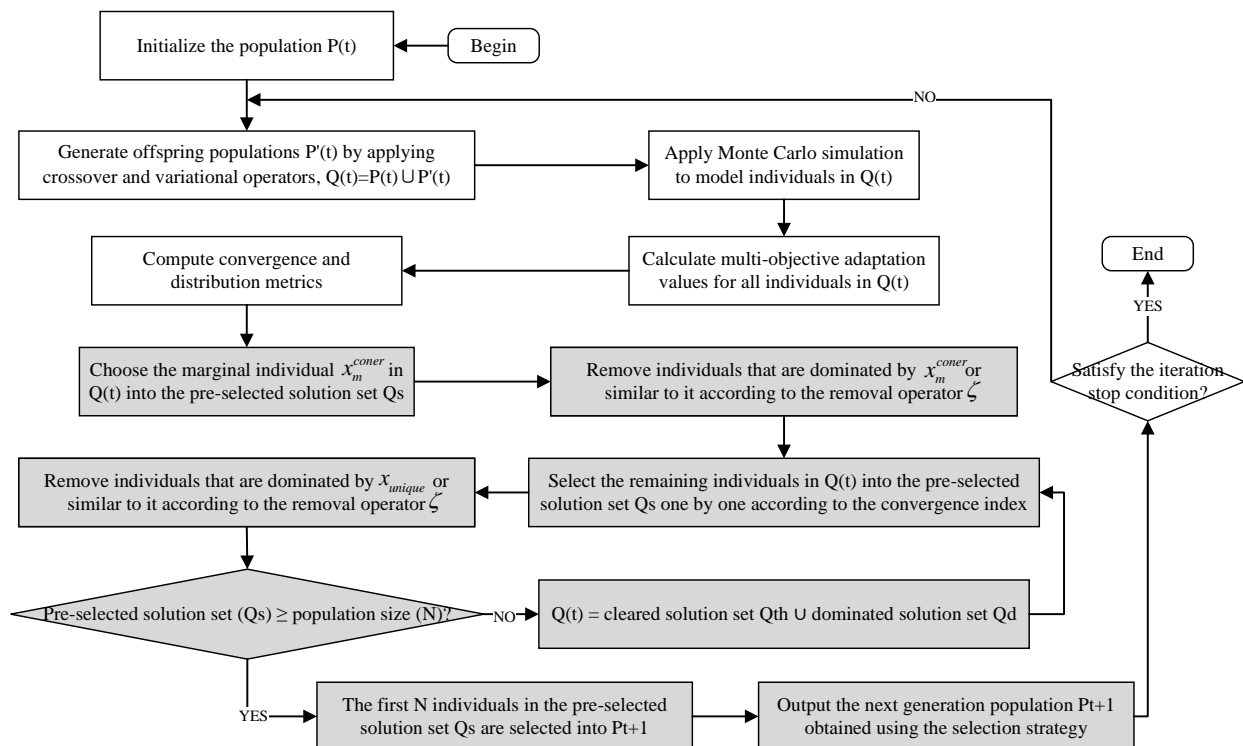 Begin
Initialize the population P(t)
NO
Generate offspring populations P'(t) by applying
crossover and variational operators, Q(t)=P(t)∪P'(t)
Apply Monte Carlo simulation
to model individuals in Q(t)
Calculate multi-objective adaptation
values for all individuals in Q(t)
Compute convergence and
distribution metrics
Choose the marginal individual x_m^{coner} in
Q(t) into the pre-selected solution set Qs
Remove individuals that are dominated by x_m^{coner} or
similar to it according to the removal operator ζ
Select the remaining individuals in Q(t) into the pre-selected
solution set Qs one by one according to the convergence index
Remove individuals that are dominated by x_{unique} or
similar to it according to the removal operator ζ
Pre-selected solution set (Qs) ≥ population size (N)?
NO
Q(t) = cleared solution set Qth ∪ dominated solution set Qd
YES
The first N individuals in the pre-selected
solution set Qs are selected into Pt+1
Output the next generation population Pt+1
obtained using the selection strategy
Satisfy the iteration
stop condition?
YES
End